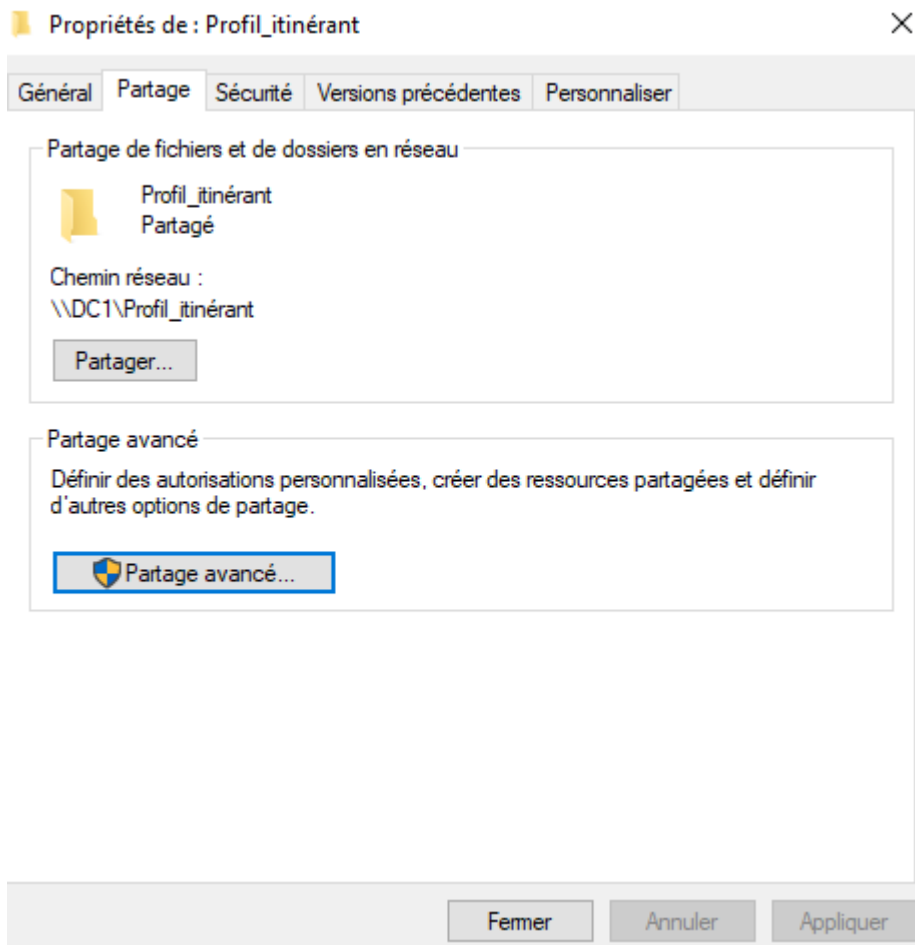 Propriétés de : Profil_itinérant
Général Partage Sécurité Versions précédentes Personnaliser
Partage de fichiers et de dossiers en réseau
Profil_itinérant
Partagé
Chemin réseau :
\\DC1\Profil_itinérant
Partager...
Partage avancé
Définir des autorisations personnalisées, créer des ressources partagées et définir
d'autres options de partage.
Partage avancé...
Fermer Annuler Appliquer